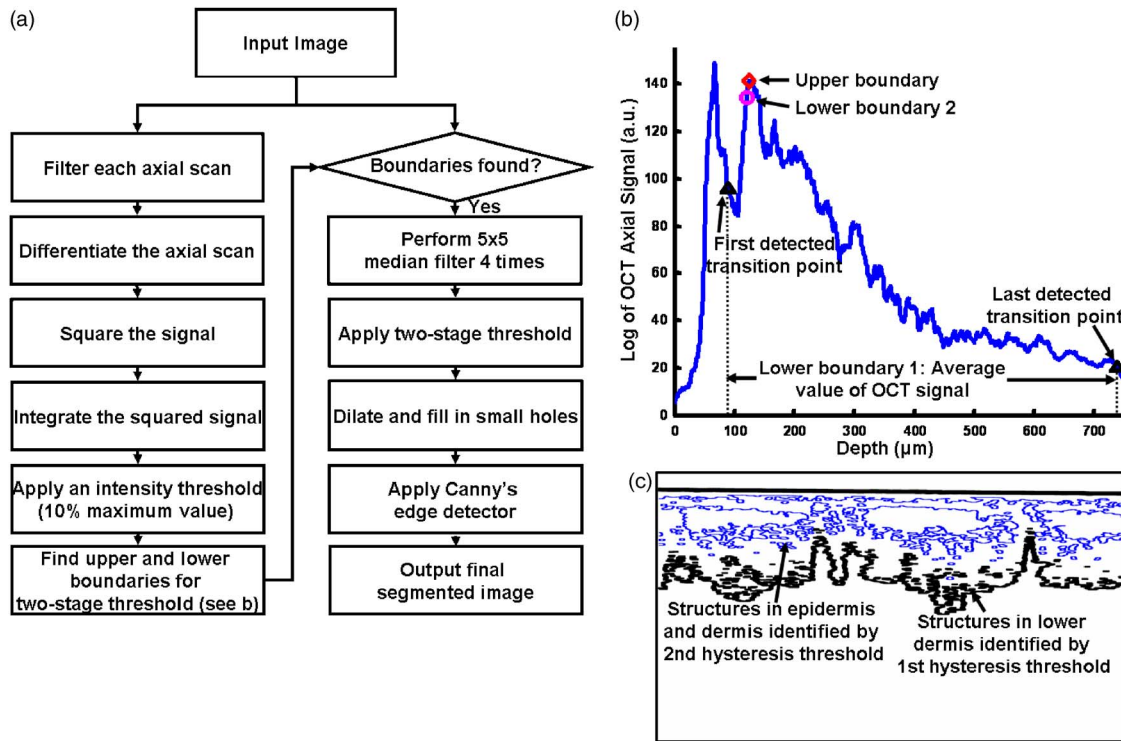 (a)
Input Image
Filter each axial scan
Differentiate the axial scan
Square the signal
Integrate the squared signal
Apply an intensity threshold
(10% maximum value)
Find upper and lower
boundaries for
two-stage threshold (see b)
Boundaries found?
Yes
Perform 5x5
median filter 4 times
Apply two-stage threshold
Dilate and fill in small holes
Apply Canny's
edge detector
Output final
segmented image
(b)
Log of OCT Axial Signal (a.u.)
140
120
100
80
60
40
20
0
Upper boundary
Lower boundary 2
First detected
transition point
Last detected
transition point
Lower boundary 1: Average
value of OCT signal
0 100 200 300 400 500 600 700
Depth (µm)
(c)
Structures in epidermis
and dermis identified by
2nd hysteresis threshold
Structures in lower
dermis identified by
1st hysteresis threshold